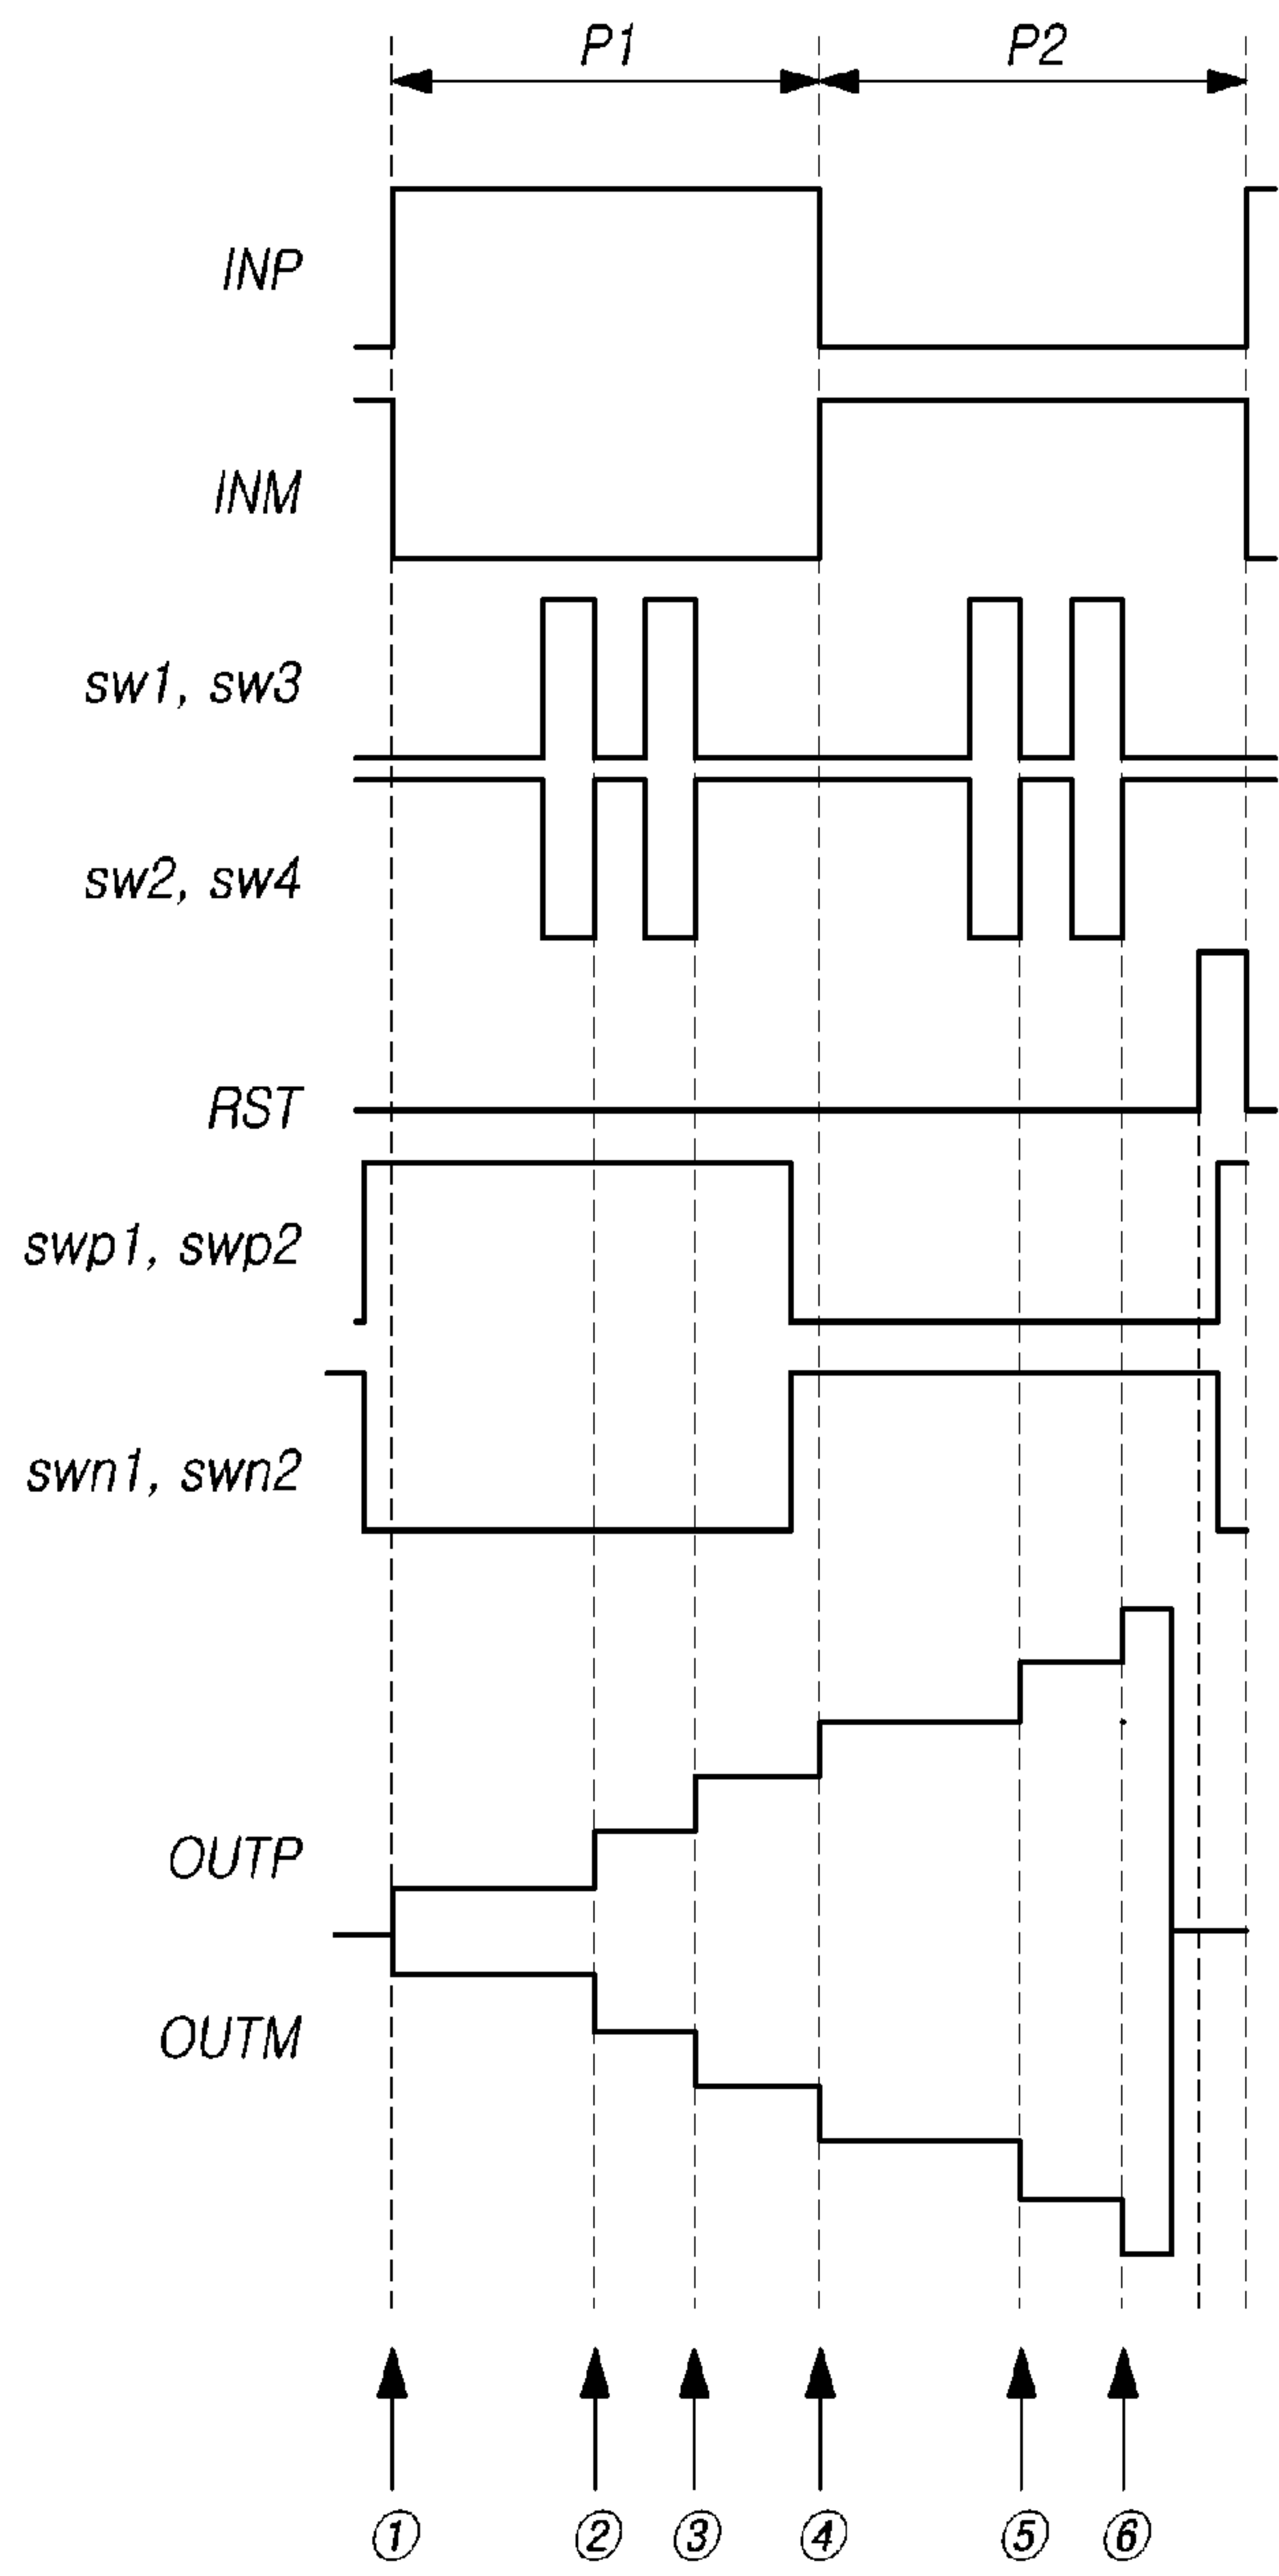 P1 P2
INP
INM
sw1, sw3
sw2, sw4
RST
swp1, swp2
swn1, swn2
OUTP
OUTM
① ② ③ ④ ⑤ ⑥